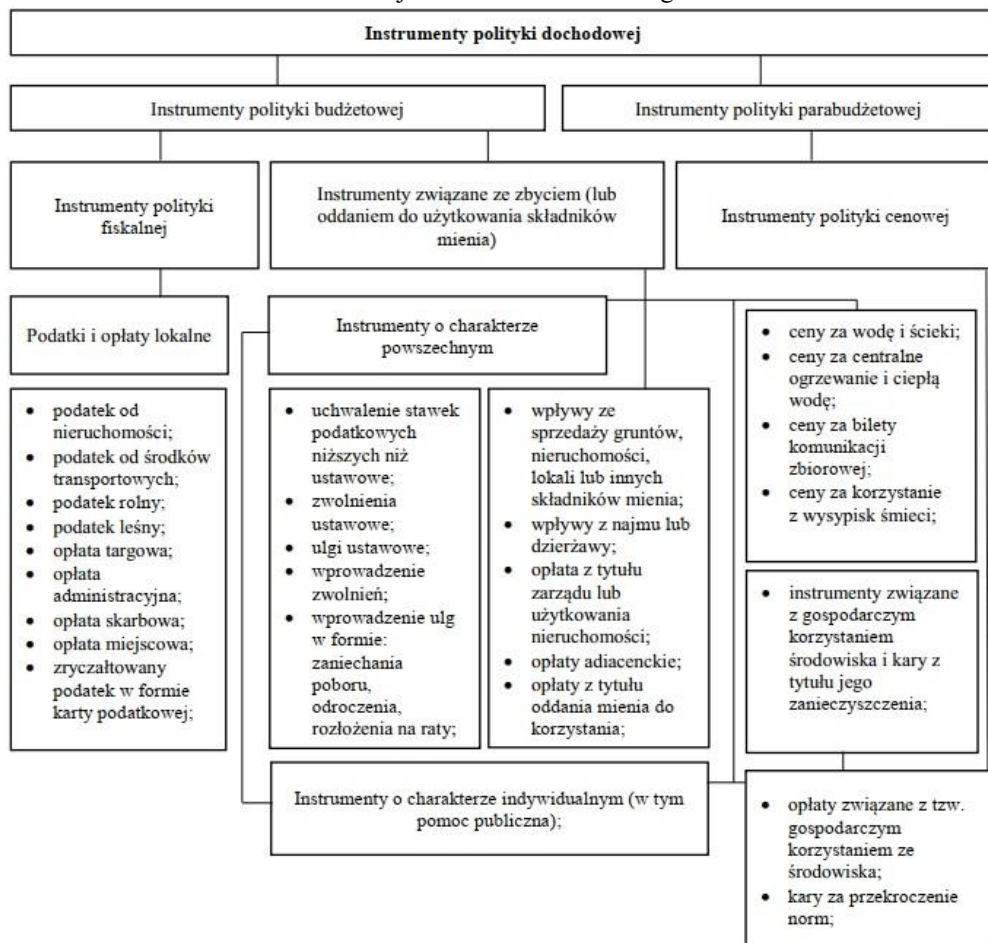 Instrumenty polityki dochodowej
Instrumenty polityki budżetowej
Instrumenty polityki parabudżetowej
Instrumenty polityki
fiskalnej
Instrumenty związane ze zbyciem (lub
oddaniem do użytkowania składników
mienia)
Instrumenty polityki cenowej
Podatki i opłaty lokalne
Instrumenty o charakterze
powszechnym
• podatek od
nieruchomości;
• podatek od środków
transportowych;
• podatek rolny;
• podatek leśny;
• opłata targowa;
• opłata
administracyjna;
• opłata skarbowa;
• opłata miejscowa;
• zryczałtowany
podatek w formie
karty podatkowej;
• uchwalenie stawek
podatkowych
niższych niż
ustawowe;
• zwolnienia
ustawowe;
• ulgi ustawowe;
• wprowadzenie
zwolnień;
• wprowadzenie ulg
w formie:
zaniechania
poboru,
odroczenia,
rozłożenia na raty;
• wpływy ze
sprzedaży gruntów,
nieruchomości,
lokali lub innych
składników mienia;
• wpływy z najmu lub
dzierżawy;
• opłata z tytułu
zarządu lub
użytkowania
nieruchomości;
• opłaty adiacenckie;
• opłaty z tytułu
oddania mienia do
korzystania;
• ceny za wodę i ścieki;
• ceny za centralne
ogrzewanie i ciepłą
wodę;
• ceny za bilety
komunikacji
zbiorowej;
• ceny za korzystanie
z wysypisk śmieci;
• instrumenty związane
z gospodarczym
korzystaniem
środowiska i kary z
tytułu jego
zanieczyszczenia;
Instrumenty o charakterze indywidualnym (w tym
pomoc publiczna);
• opłaty związane z tzw.
gospodarczym
korzystaniem ze
środowiska;
• kary za przekroczenie
norm;